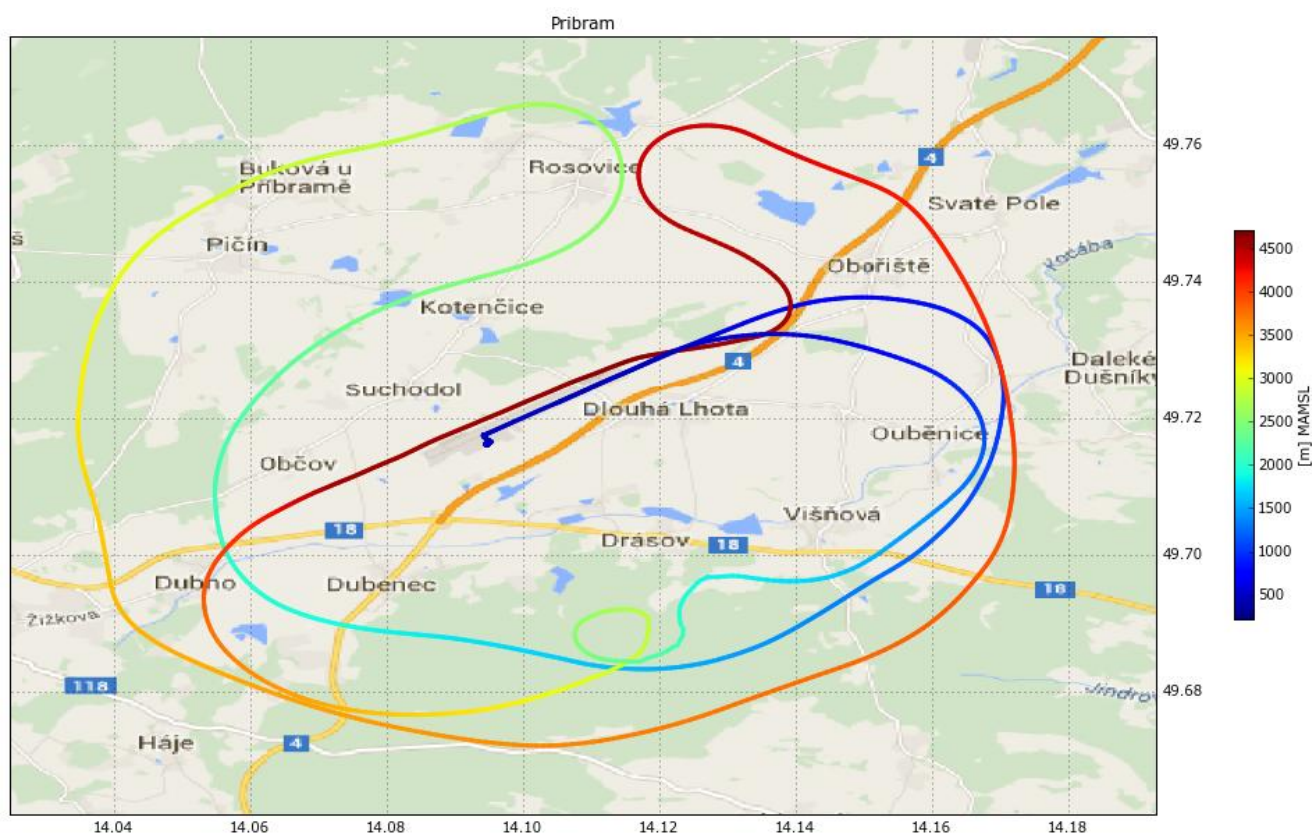 Pribram
Buková u
Příbramě
Rosovice
4
Svaté Pole
š
Pičín
Obořiště
Kocába
Kotenčice
Daleké
Dušníky
4
Suchodol
Dlouhá Lhota
Ouběnice
Občov
Višňová
18
Drásov
18
Dubno
Dubenec
18
Žižkova
118
Jindrov
Háje
4
49.76
49.74
49.72
49.70
49.68
14.04
14.06
14.08
14.10
14.12
14.14
14.16
14.18
4500
4000
3500
3000
2500
2000
1500
1000
500
[m] MAMSL